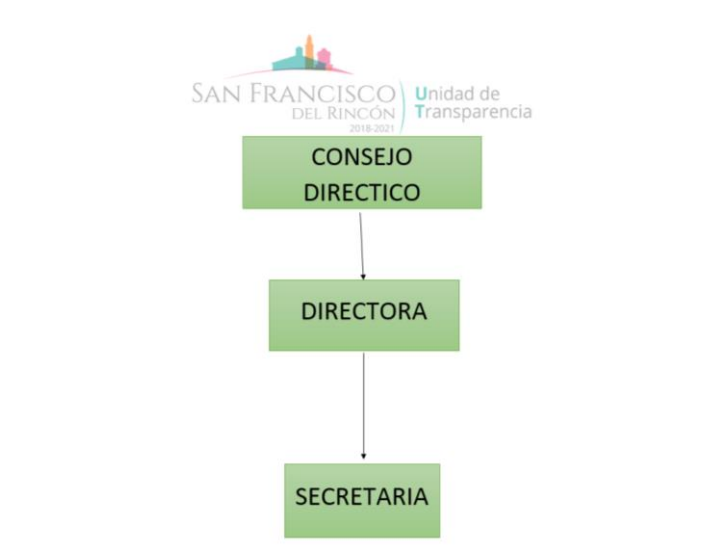 SAN FRANCISCO
DEL RINCÓN
2018-2021
Unidad de
Transparencia
CONSEJO
DIRECTICO
DIRECTORA
SECRETARIA